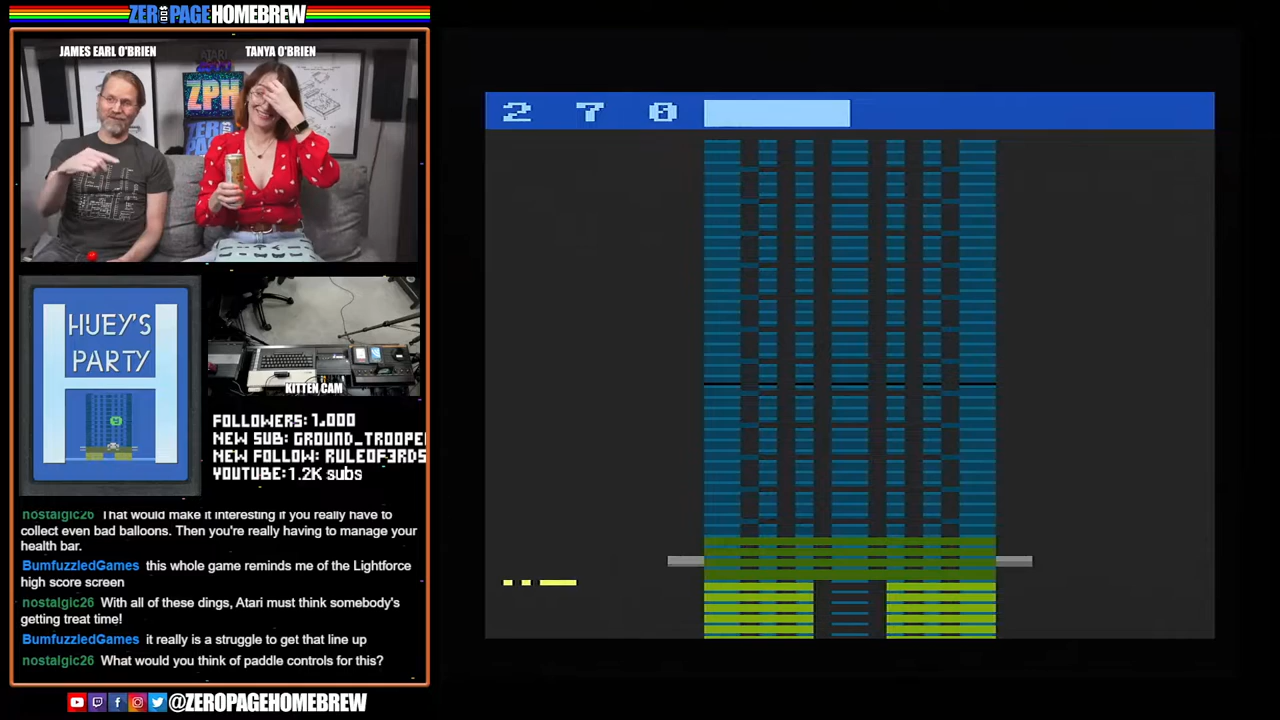 ZEROPAGE HOMEBREW
JAMES EARL O'BRIEN
TANYA O'BRIEN
ATARI
ZPH
ZERO
HUEY'S
PARTY
KITTEN CAM
FOLLOWERS: 1,000
NEW SUB: GROUND_TROOPE
NEW FOLLOW: RULEOF3RDS
YOUTUBE: 1.2K subs
nostalgic26 That would make it interesting if you really have to
collect even bad balloons. Then you're really having to manage your
health bar.
BumfuzzledGames this whole game reminds me of the Lightforce
high score screen
nostalgic26 With all of these dings, Atari must think somebody's
getting treat time!
BumfuzzledGames it really is a struggle to get that line up
nostalgic26 What would you think of paddle controls for this?
@ZEROPAGEHOMEBREW
2 7 0